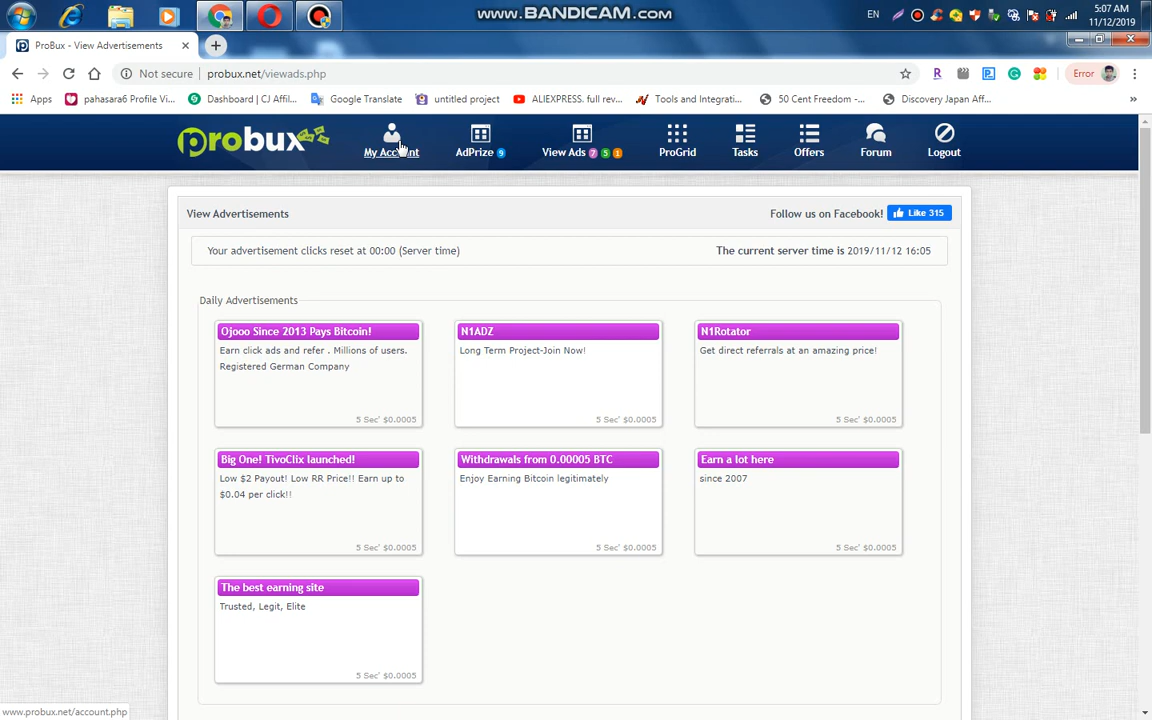 www.BANDICAM.com
EN
5:07 AM
11/12/2019
ProBux - View Advertisements
Not secure
probux.net/viewads.php
Error
Apps
pahasara6 Profile Vi...
Dashboard | CJ Affil...
Google Translate
untitled project
ALIEXPRESS. full rev...
Tools and Integrati...
50 Cent Freedom -...
Discovery Japan Aff...
probux
My Account
AdPrize 9
View Ads 7 5 1
ProGrid
Tasks
Offers
Forum
Logout
View Advertisements
Follow us on Facebook!
Like 315
Your advertisement clicks reset at 00:00 (Server time)
The current server time is 2019/11/12 16:05
Daily Advertisements
Ojooo Since 2013 Pays Bitcoin!
Earn click ads and refer . Millions of users.
Registered German Company
5 Sec' $0.0005
N1ADZ
Long Term Project-Join Now!
5 Sec' $0.0005
N1Rotator
Get direct referrals at an amazing price!
5 Sec' $0.0005
Big One! TivoClix launched!
Low $2 Payout! Low RR Price!! Earn up to
$0.04 per click!!
5 Sec' $0.0005
Withdrawals from 0.00005 BTC
Enjoy Earning Bitcoin legitimately
5 Sec' $0.0005
Earn a lot here
since 2007
5 Sec' $0.0005
The best earning site
Trusted, Legit, Elite
5 Sec' $0.0005
www.probux.net/account.php